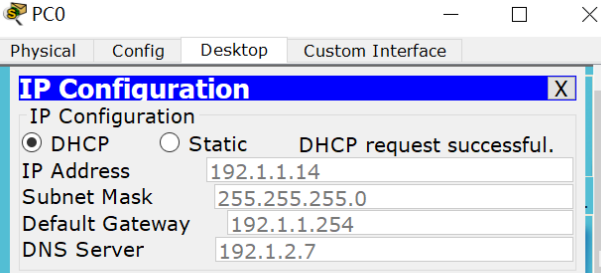 PC0
Physical Config Desktop Custom Interface
IP Configuration X
IP Configuration
DHCP Static DHCP request successful.
IP Address 192.1.1.14
Subnet Mask 255.255.255.0
Default Gateway 192.1.1.254
DNS Server 192.1.2.7